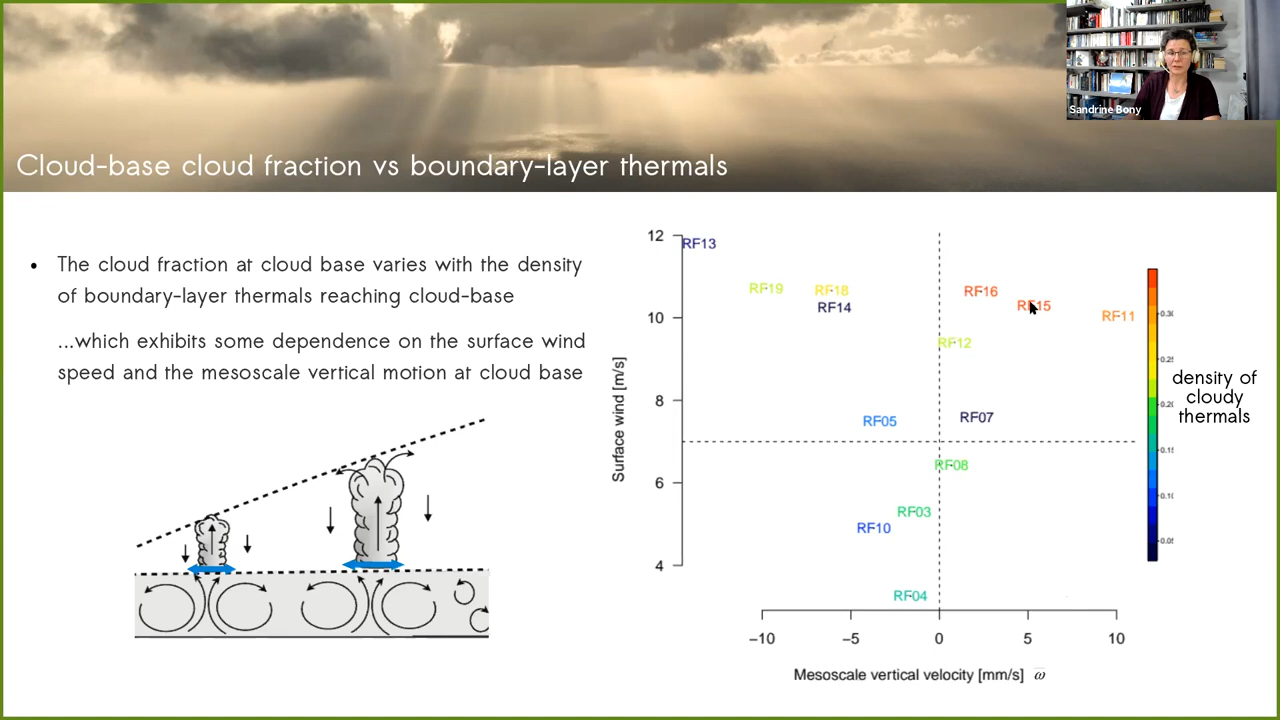 Sandrine Bony
Cloud-base cloud fraction vs boundary-layer thermals
• The cloud fraction at cloud base varies with the density
of boundary-layer thermals reaching cloud-base
...which exhibits some dependence on the surface wind
speed and the mesoscale vertical motion at cloud base
12
10
8
6
4
Surface wind [m/s]
RF13
RF19
RF18
RF14
RF16
RF15
RF11
RF12
RF05
RF07
RF08
RF03
RF10
RF04
−10 −5 0 5 10
Mesoscale vertical velocity [mm/s] ω̅
density of
cloudy
thermals